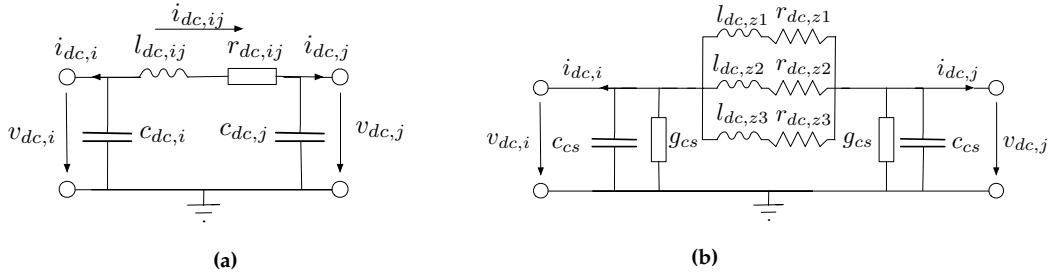 i_{dc,ij}
i_{dc,i} l_{dc,ij} r_{dc,ij} i_{dc,j}
v_{dc,i} c_{dc,i} c_{dc,j} v_{dc,j}
(a)
l_{dc,z1} r_{dc,z1}
i_{dc,i} l_{dc,z2} r_{dc,z2} i_{dc,j}
l_{dc,z3} r_{dc,z3}
v_{dc,i} c_{cs} g_{cs} g_{cs} c_{cs} v_{dc,j}
(b)